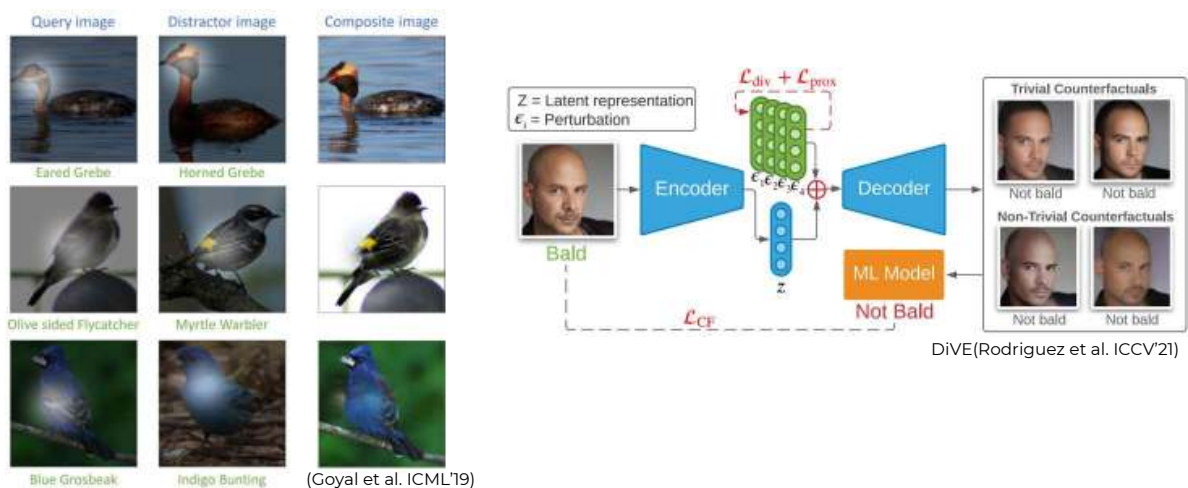 Query image
Distractor image
Composite image
Eared Grebe
Horned Grebe
Olive sided Flycatcher
Myrtle Warbler
Blue Grosbeak
Indigo Bunting
(Goyal et al. ICML'19)
Z = Latent representation
ϵᵢ = Perturbation
ℒdiv + ℒprox
Bald
Encoder
ϵ₁ϵ₂ϵ₃ϵ₄
z
Decoder
ML Model
Not Bald
ℒCF
Trivial Counterfactuals
Not bald
Not bald
Non-Trivial Counterfactuals
Not bald
Not bald
DiVE(Rodriguez et al. ICCV'21)